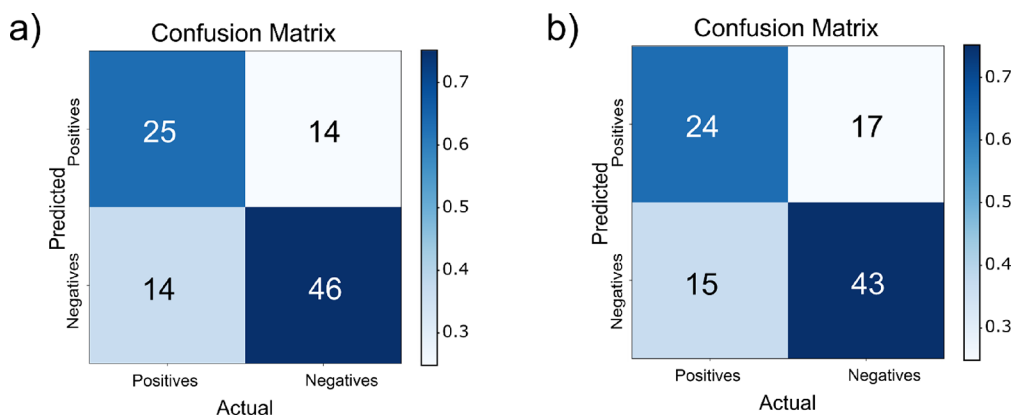 a)
Confusion Matrix
Predicted
Positives
Negatives
25
14
14
46
Positives
Negatives
Actual
0.7
0.6
0.5
0.4
0.3
b)
Confusion Matrix
Predicted
Positives
Negatives
24
17
15
43
Positives
Negatives
Actual
0.7
0.6
0.5
0.4
0.3